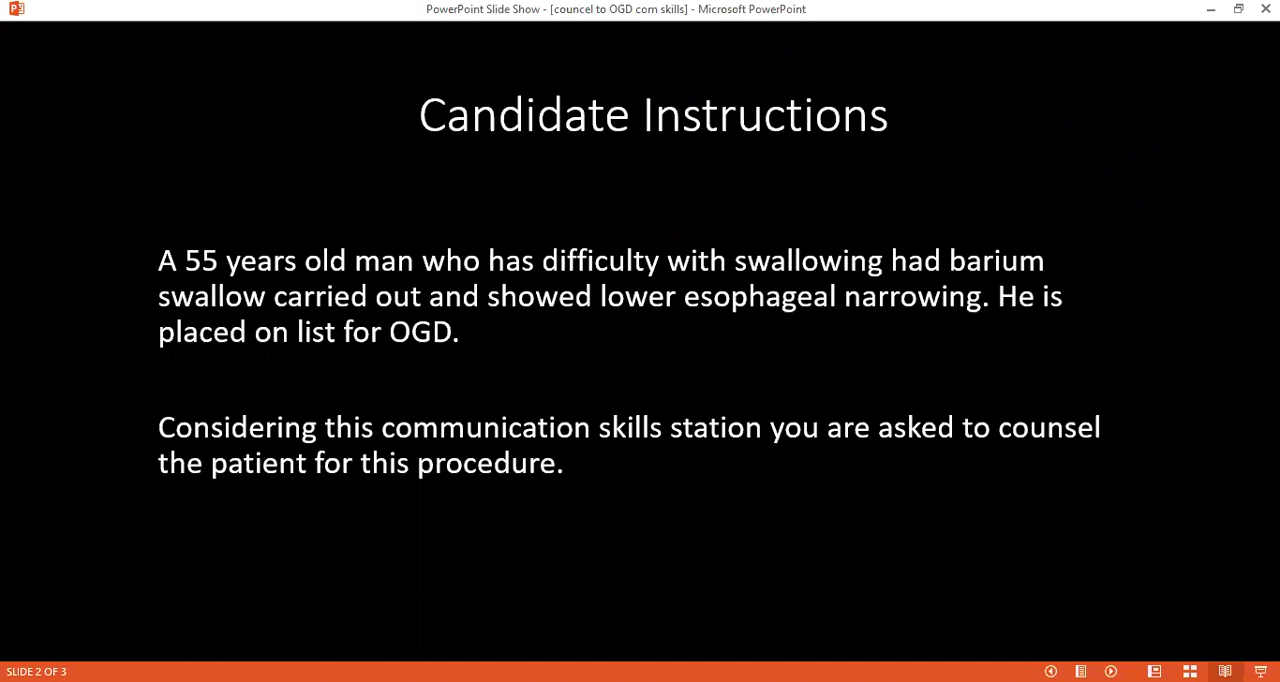 PowerPoint Slide Show - [councel to OGD com skills] - Microsoft PowerPoint
Candidate Instructions
A 55 years old man who has difficulty with swallowing had barium
swallow carried out and showed lower esophageal narrowing. He is
placed on list for OGD.
Considering this communication skills station you are asked to counsel
the patient for this procedure.
SLIDE 2 OF 3